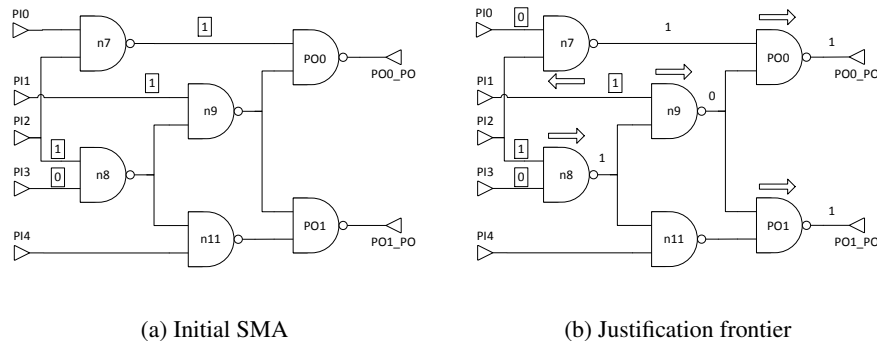 PI0
n7
1
PO0
PO0_PO
PI1
1
n9
PI2
1
PI3
0
n8
PI4
n11
PO1
PO1_PO
(a) Initial SMA
PI0
0
n7
1
PO0
1
PO0_PO
PI1
1
n9
0
PI2
1
PI3
0
n8
1
PI4
n11
PO1
1
PO1_PO
(b) Justification frontier